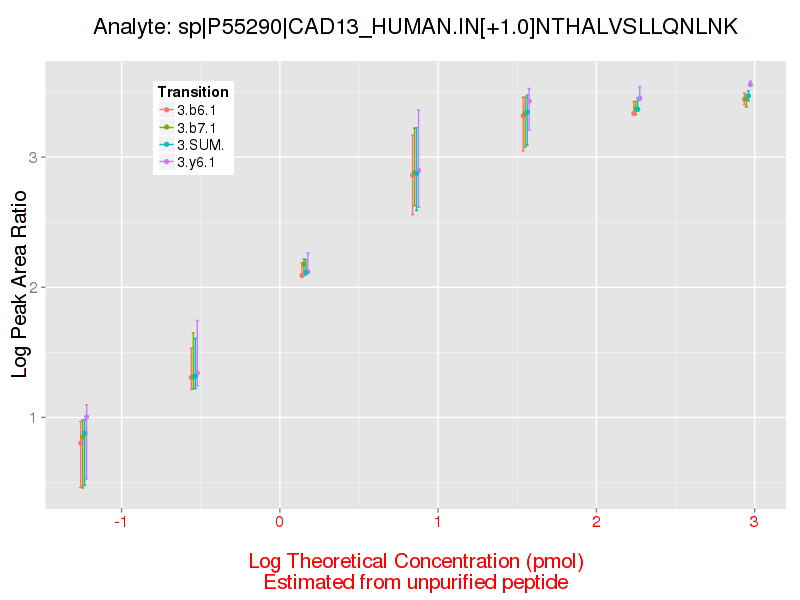 Analyte: sp|P55290|CAD13_HUMAN.IN[+1.0]NTHALVSLLQNLNK
Transition
3.b6.1
3.b7.1
3.SUM.
3.y6.1
Log Peak Area Ratio
3
2
1
-1
0
1
2
3
Log Theoretical Concentration (pmol)
Estimated from unpurified peptide